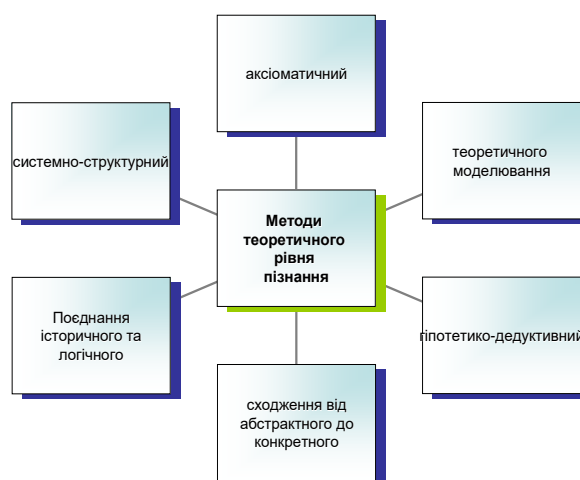 аксіоматичний
системно-структурний
теоретичного
моделювання
Методи
теоретичного
рівня
пізнання
Поєднання
історичного та
логічного
гіпотетико-дедуктивний
сходження від
абстрактного до
конкретного